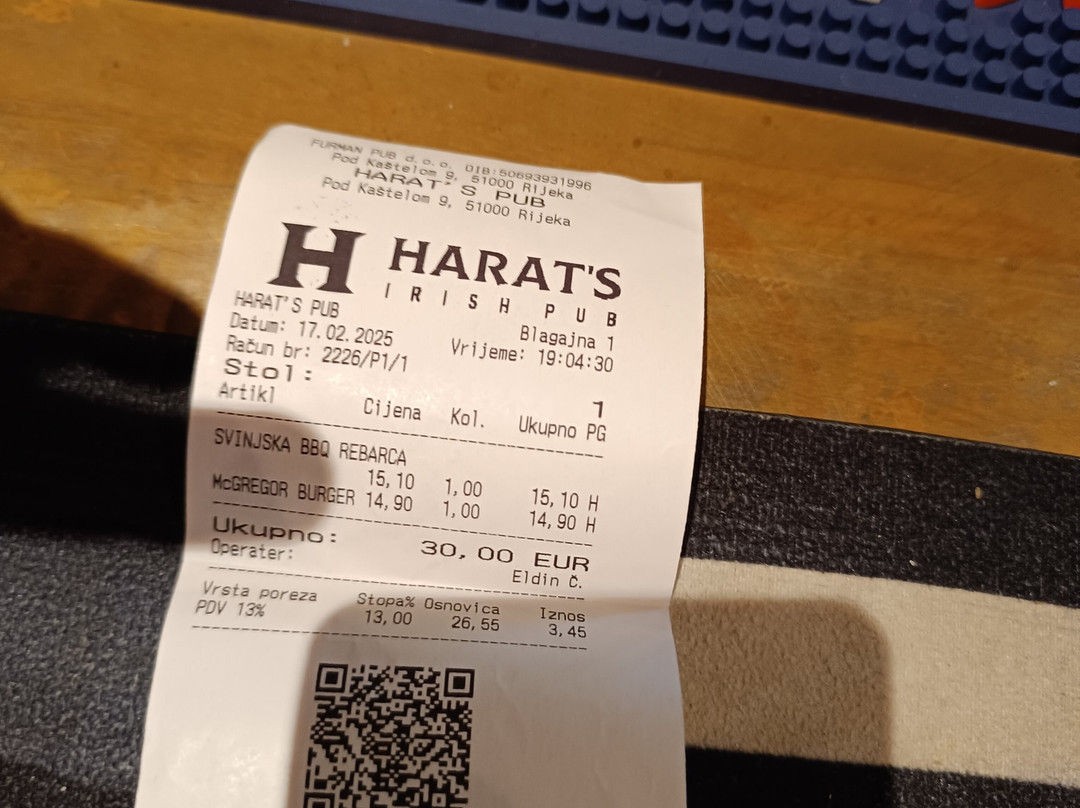 FURMAN PUB d.o.o. OIB:50693931996
Pod Kaštelom 9, 51000 Rijeka
HARAT'S PUB
Pod Kaštelom 9, 51000 Rijeka
H HARAT'S
IRISH PUB
HARAT'S PUB Blagajna 1
Datum: 17.02.2025 Vrijeme: 19:04:30
Račun br: 2226/P1/1
Stol: 1
Artikl Cijena Kol. Ukupno PG
SVINJSKA BBQ REBARCA
15,10 1,00 15,10 H
McGREGOR BURGER 14,90 1,00 14,90 H
Ukupno: 30,00 EUR
Operater: Eldin Č.
Vrsta poreza Stopa% Osnovica Iznos
PDV 13% 13,00 26,55 3,45